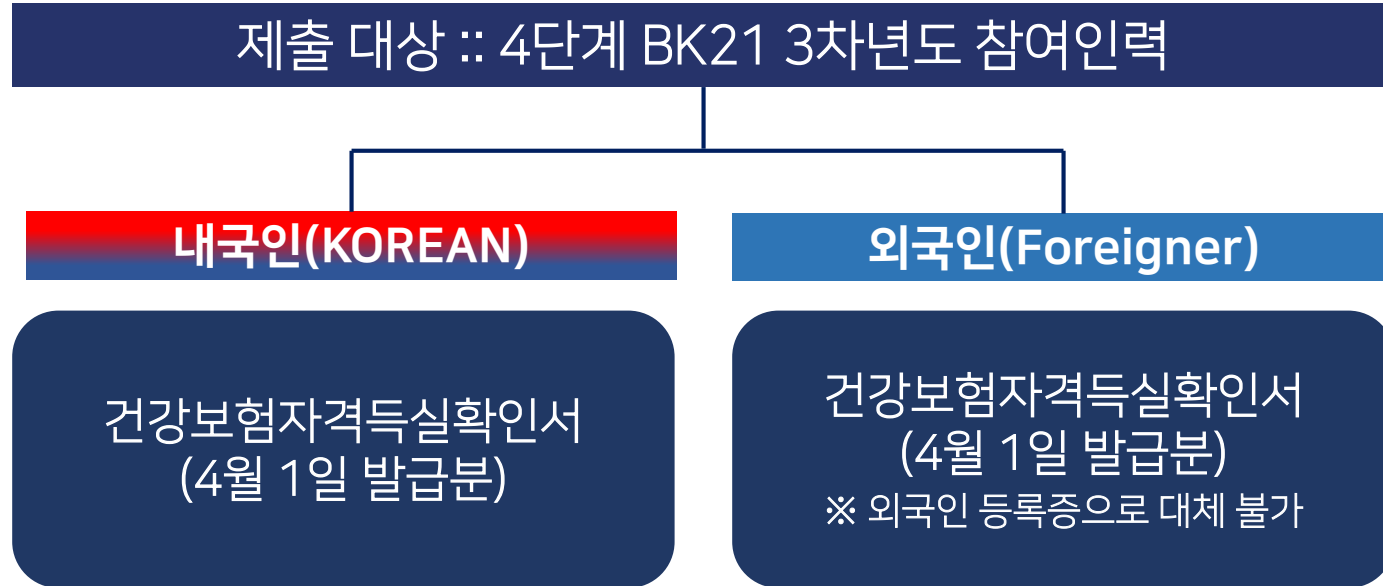 제출 대상 :: 4단계 BK21 3차년도 참여인력
내국인(KOREAN)
건강보험자격득실확인서
(4월 1일 발급분)
외국인(Foreigner)
건강보험자격득실확인서
(4월 1일 발급분)
※ 외국인 등록증으로 대체 불가